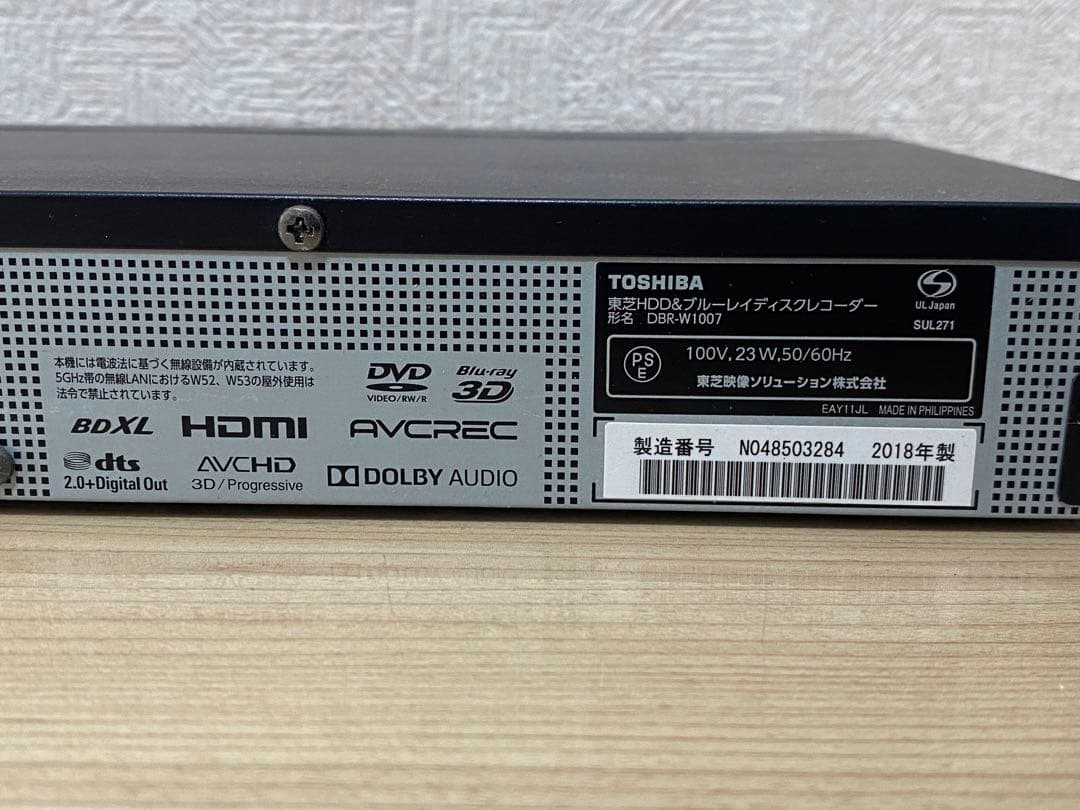 本機には電波法に基づく無線設備が内蔵されています。
5GHz帯の無線LANにおけるW52、W53の屋外使用は
法令で禁止されています。
DVD
VIDEO/RW/R
Blu-ray
3D
BDXL
HDMI
AVCREC
dts
2.0+Digital Out
AVCHD
3D/Progressive
DOLBY AUDIO
TOSHIBA
東芝HDD&ブルーレイディスクレコーダー
形名 DBR-W1007
S
UL Japan
SUL271
PS
E
100V, 23W, 50/60Hz
東芝映像ソリューション株式会社
EAY11JL MADE IN PHILIPPINES
製造番号 NO48503284 2018年製